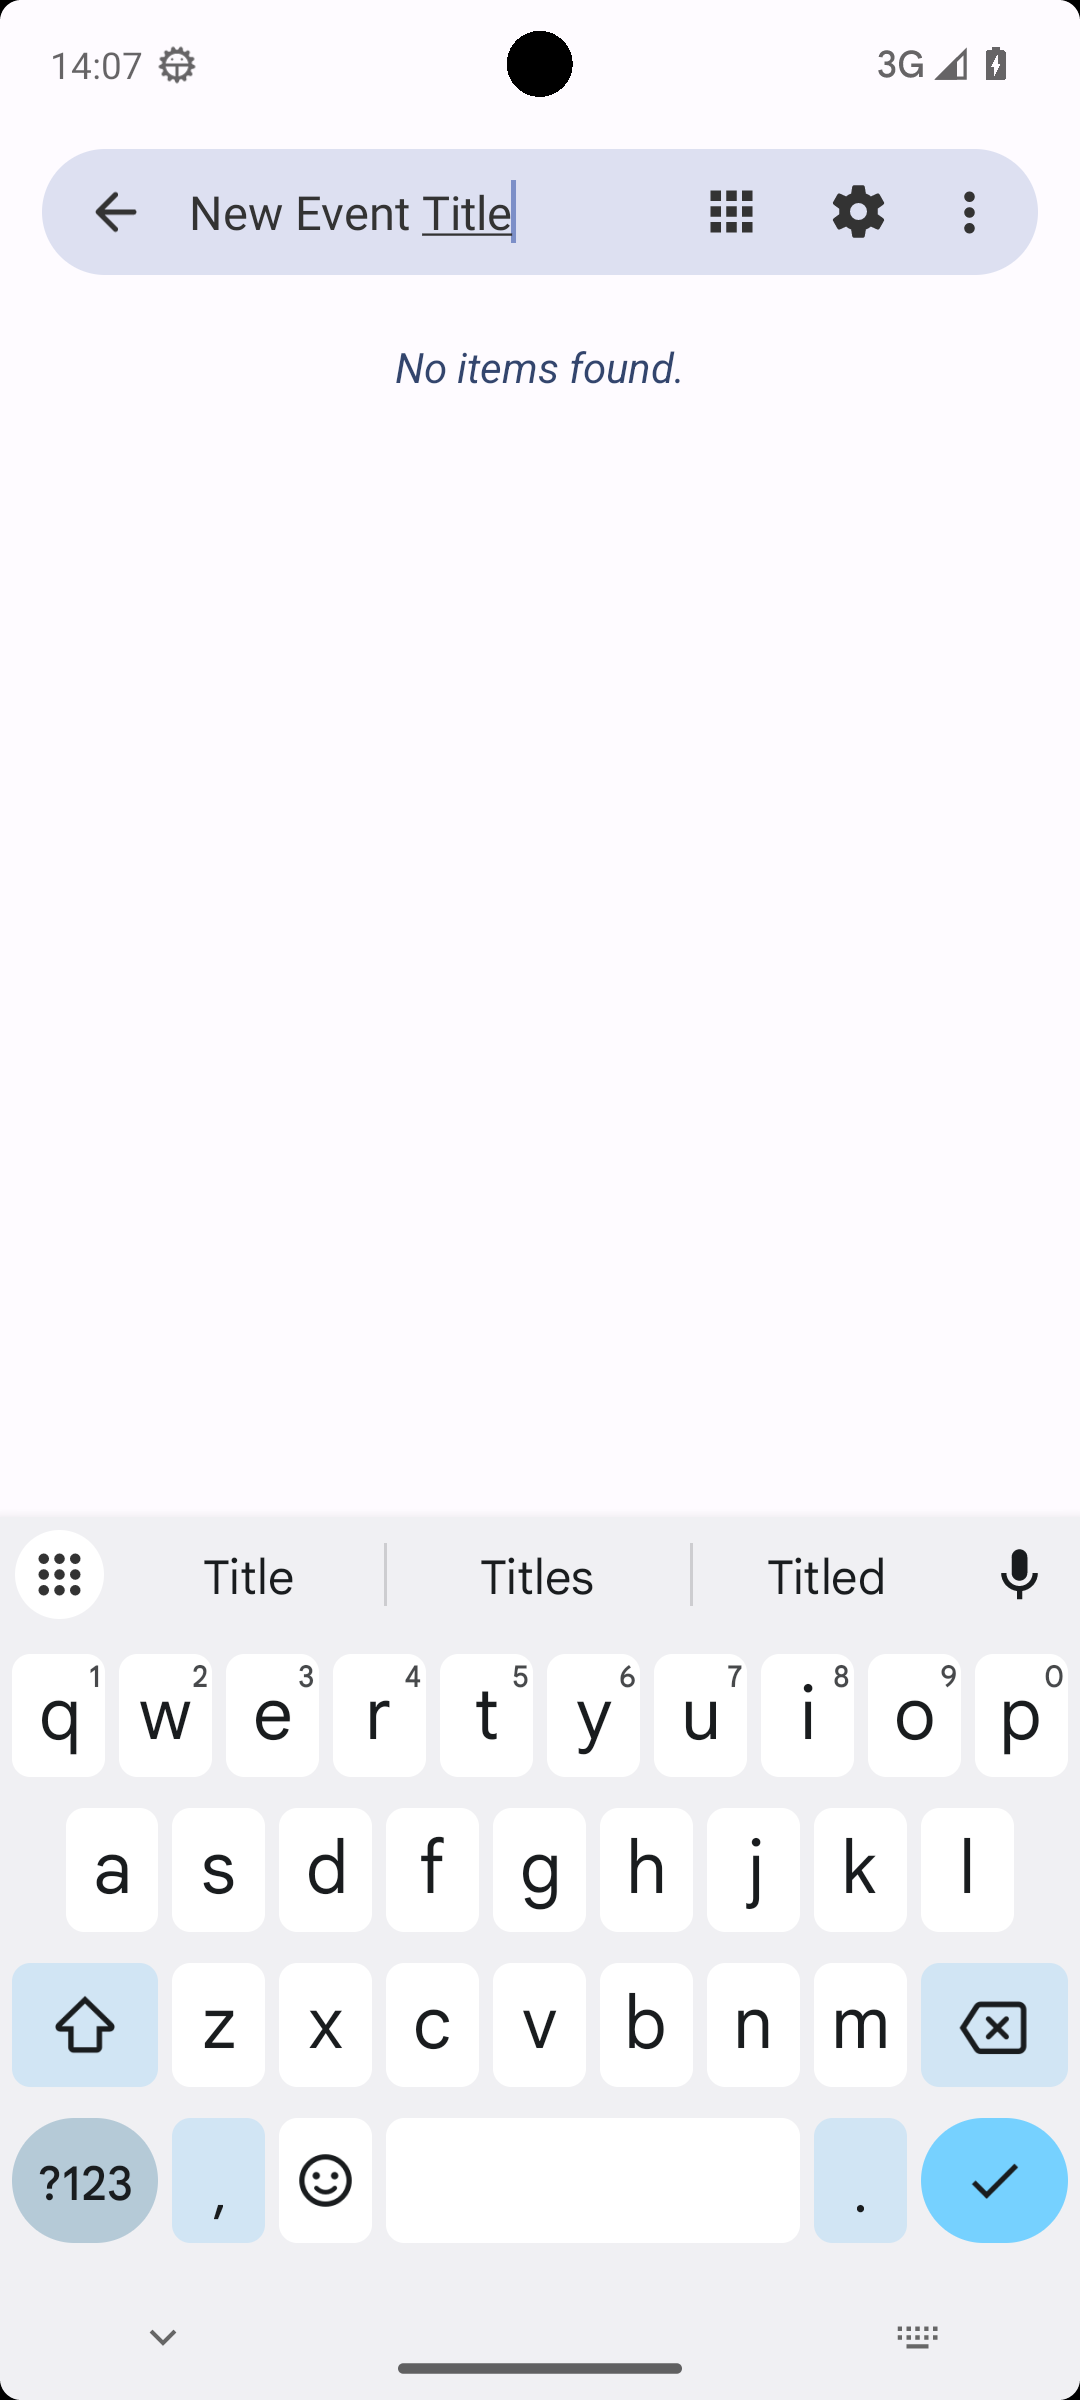 14:07 3G
New Event Title
No items found.
Title Titles Titled
q1 w2 e3 r4 t5 y6 u7 i8 o9 p0
a s d f g h j k l
z x c v b n m
?123 , .